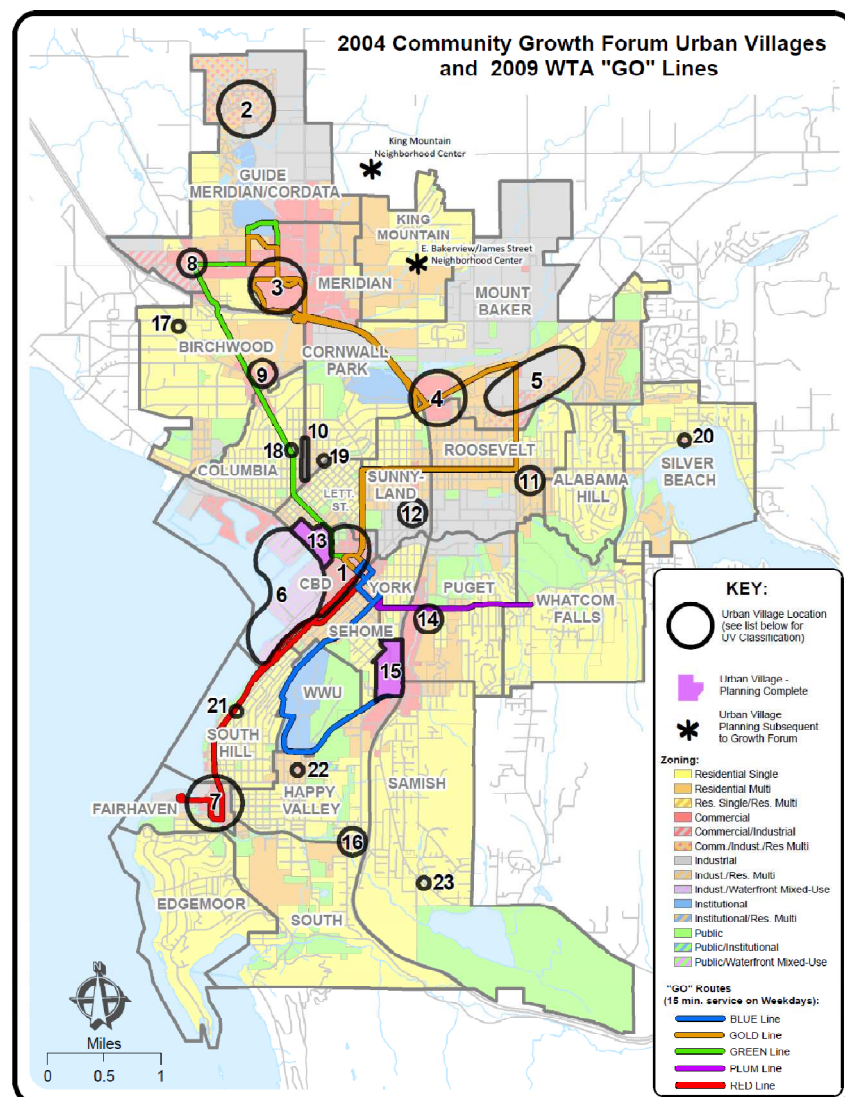 2004 Community Growth Forum Urban Villages
and 2009 WTA "GO" Lines
2
King Mountain
Neighborhood Center
GUIDE
MERIDIAN/CORDATA
KING
MOUNTAIN
E. Bakerview/James Street
Neighborhood Center
8
3
MERIDIAN
MOUNT
BAKER
17
BIRCHWOOD
CORNWALL
PARK
9
4
5
10
18
19
COLUMBIA
ROOSEVELT
20
SILVER
BEACH
SUNNY-
LAND
11
ALABAMA
HILL
LETT.
ST.
12
13
1
CBD
6
YORK
PUGET
WHATCOM
FALLS
SEHOME
14
15
WWU
21
SOUTH
HILL
22
HAPPY
VALLEY
SAMISH
FAIRHAVEN
7
16
23
EDGEMOOR
SOUTH
N
Miles
0 0.5 1
KEY:
Urban Village Location
(see list below for
UV Classification)
Urban Village -
Planning Complete
Urban Village
Planning Subsequent
to Growth Forum
Zoning:
Residential Single
Residential Multi
Res. Single/Res. Multi
Commercial
Commercial/Industrial
Comm./Indust./Res Multi
Industrial
Indust./Res. Multi
Indust./Waterfront Mixed-Use
Institutional
Institutional/Res. Multi
Public
Public/Institutional
Public/Waterfront Mixed-Use
"GO" Routes
(15 min. service on Weekdays):
BLUE Line
GOLD Line
GREEN Line
PLUM Line
RED Line